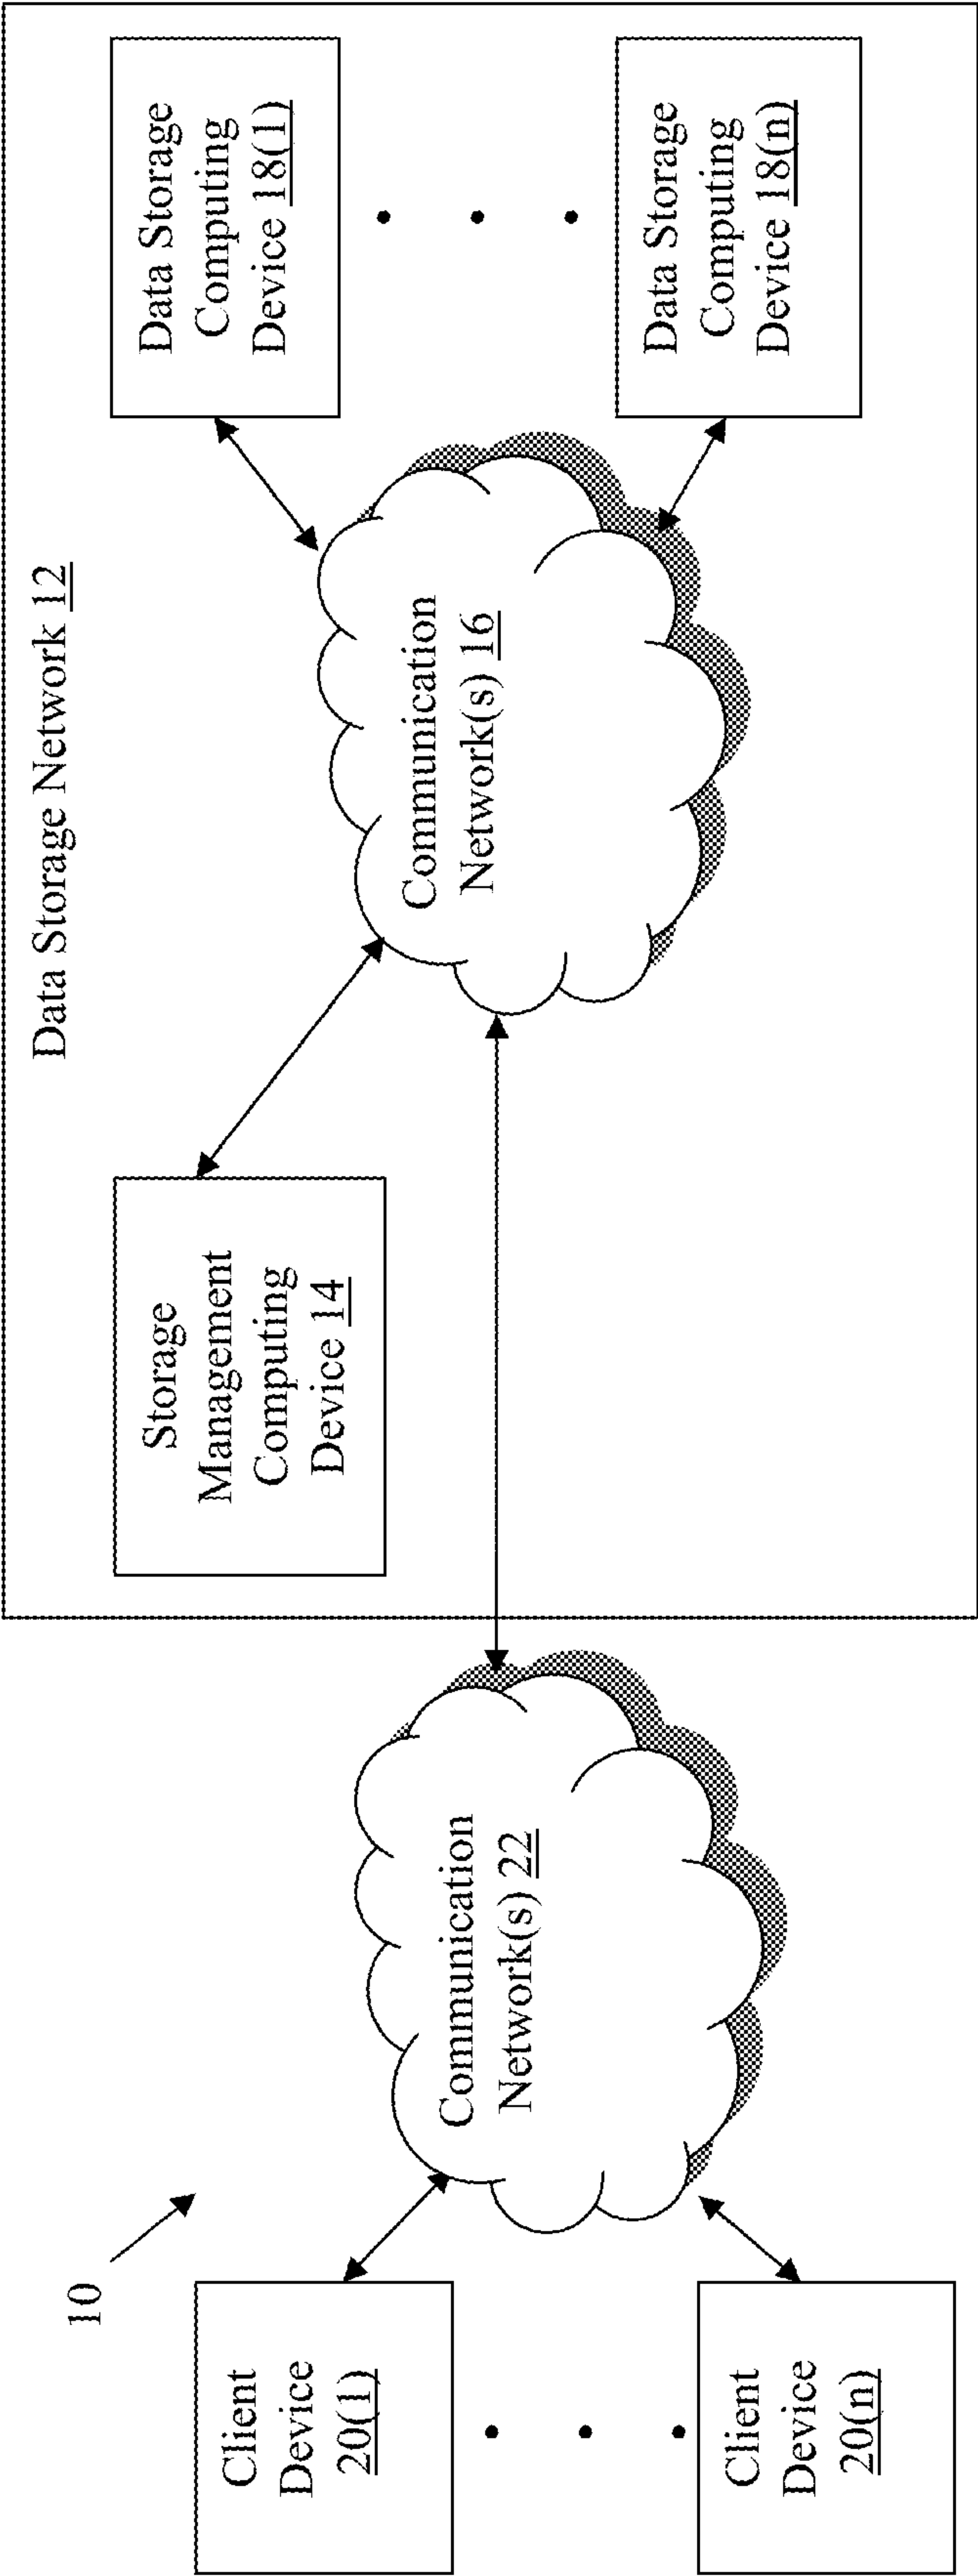 10
Client
Device
20(1)
Client
Device
20(n)
Communication
Network(s) 22
Data Storage Network 12
Storage
Management
Computing
Device 14
Communication
Network(s) 16
Data Storage
Computing
Device 18(1)
Data Storage
Computing
Device 18(n)